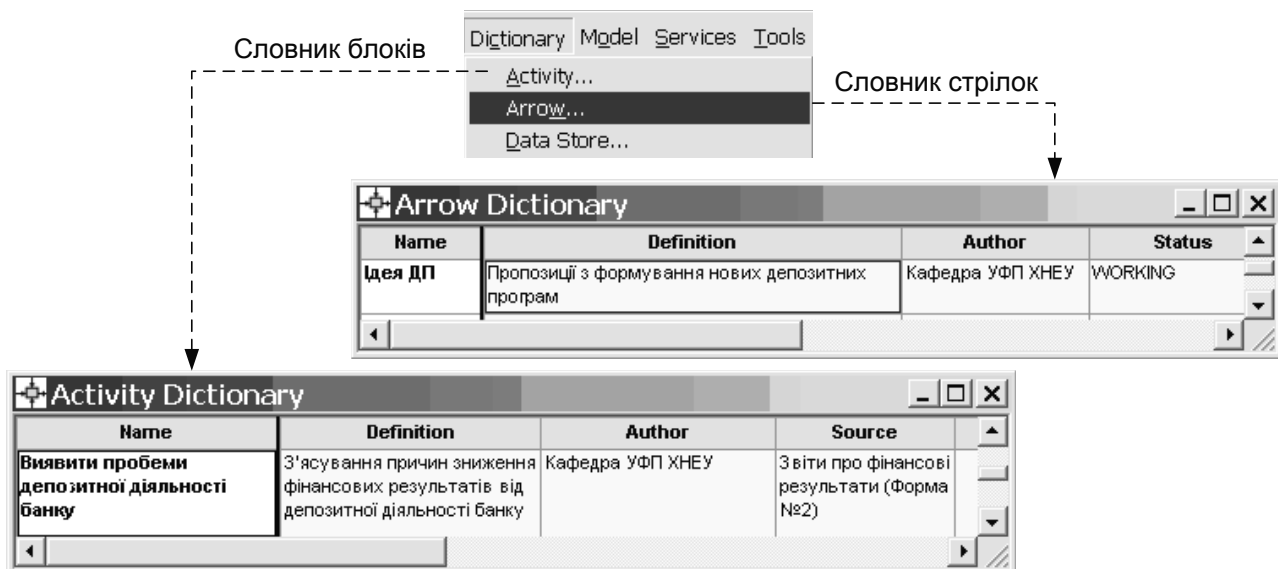 Dictionary Model Services Tools
Словник блоків
Activity...
Словник стрілок
Arrow...
Data Store...
Arrow Dictionary
Name Definition Author Status
Ідея ДП Пропозиції з формування нових депозитних Кафедра УФП ХНЕУ WORKING
програм
Activity Dictionary
Name Definition Author Source
Виявити пробеми З'ясування причин зниження Кафедра УФП ХНЕУ Звіти про фінансові
депозитної діяльності фінансових результатів від результати (Форма
банку депозитної діяльності банку №2)